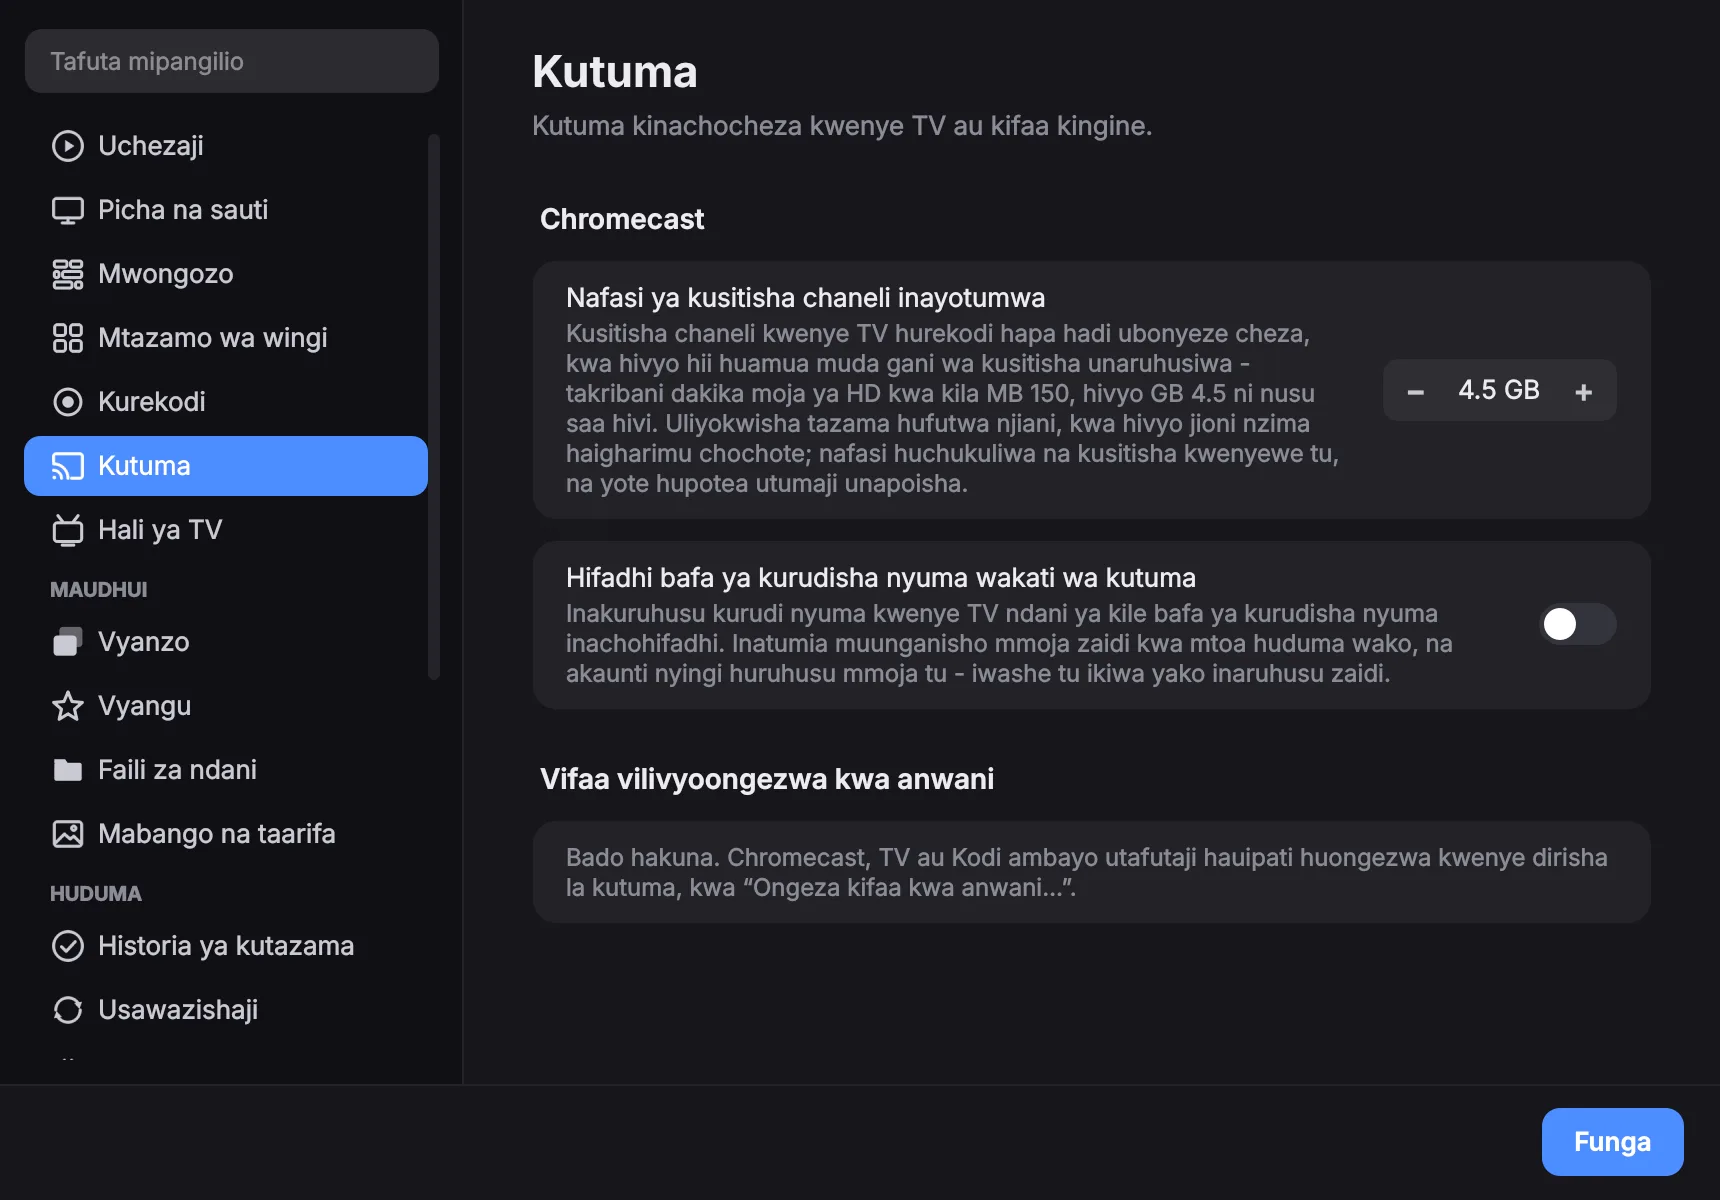 Tafuta mipangilio
Uchezaji
Picha na sauti
Mwongozo
Mtazamo wa wingi
Kurekodi
Kutuma
Hali ya TV
MAUDHUI
Vyanzo
Vyangu
Faili za ndani
Mabango na taarifa
HUDUMA
Historia ya kutazama
Usawazishaji
Kutuma
Kutuma kinachocheza kwenye TV au kifaa kingine.
Chromecast
Nafasi ya kusitisha chaneli inayotumwa
Kusitisha chaneli kwenye TV hurekodi hapa hadi ubonyeze cheza,
kwa hivyo hii huamua muda gani wa kusitisha unaruhusiwa -
takribani dakika moja ya HD kwa kila MB 150, hivyo GB 4.5 ni nusu
saa hivi. Uliyokwisha tazama hufutwa njiani, kwa hivyo jioni nzima
haigharimu chochote; nafasi huchukuliwa na kusitisha kwenyewe tu,
na yote hupotea utumaji unapoisha.
− 4.5 GB +
Hifadhi bafa ya kurudisha nyuma wakati wa kutuma
Inakuruhusu kurudi nyuma kwenye TV ndani ya kile bafa ya kurudisha nyuma
inachohifadhi. Inatumia muunganisho mmoja zaidi kwa mtoa huduma wako, na
akaunti nyingi huruhusu mmoja tu - iwashe tu ikiwa yako inaruhusu zaidi.
Vifaa vilivyoongezwa kwa anwani
Bado hakuna. Chromecast, TV au Kodi ambayo utafutaji hauipati huongezwa kwenye dirisha
la kutuma, kwa “Ongeza kifaa kwa anwani...”.
Funga